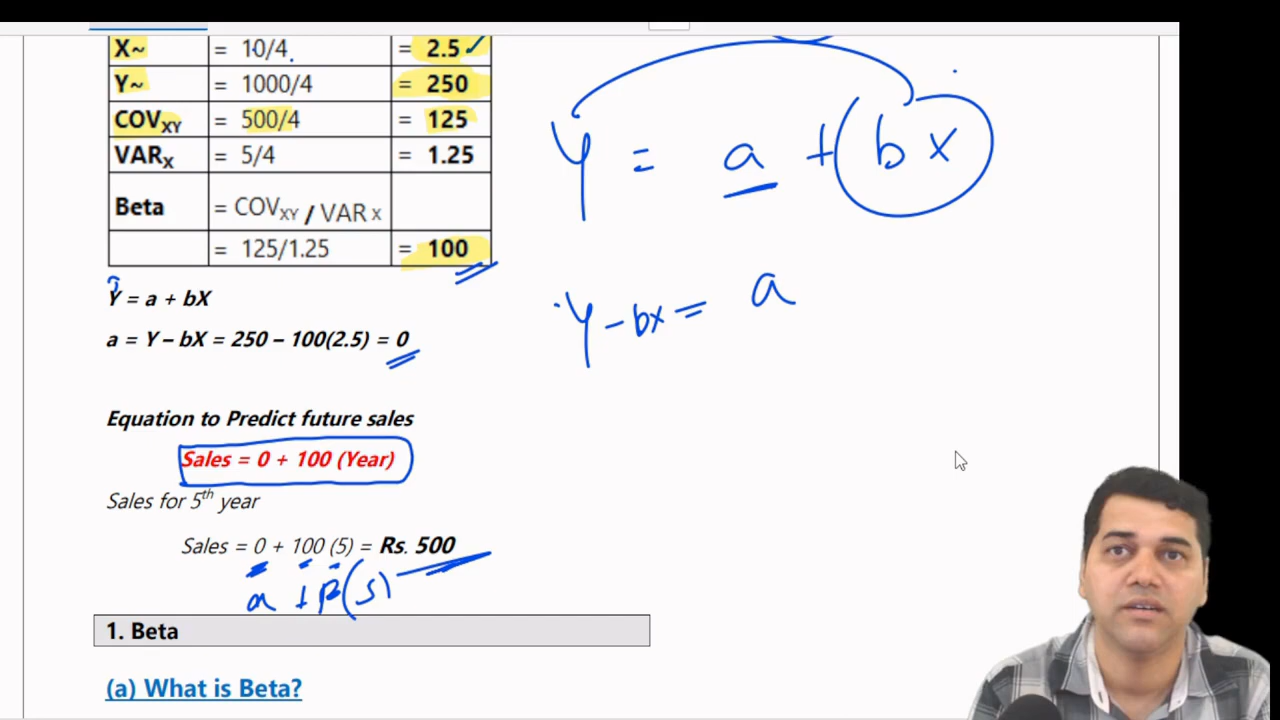 X~ = 10/4 = 2.5 ✓
Y~ = 1000/4 = 250
COVXY = 500/4 = 125
VARX = 5/4 = 1.25
Beta = COVXY / VAR X
= 125/1.25 = 100
Y = a + bX
a = Y – bX = 250 – 100(2.5) = 0
Equation to Predict future sales
Sales = 0 + 100 (Year)
Sales for 5th year
Sales = 0 + 100 (5) = Rs. 500
a + β(5)
1. Beta
(a) What is Beta?
Y = a + bx
Y - bx = a